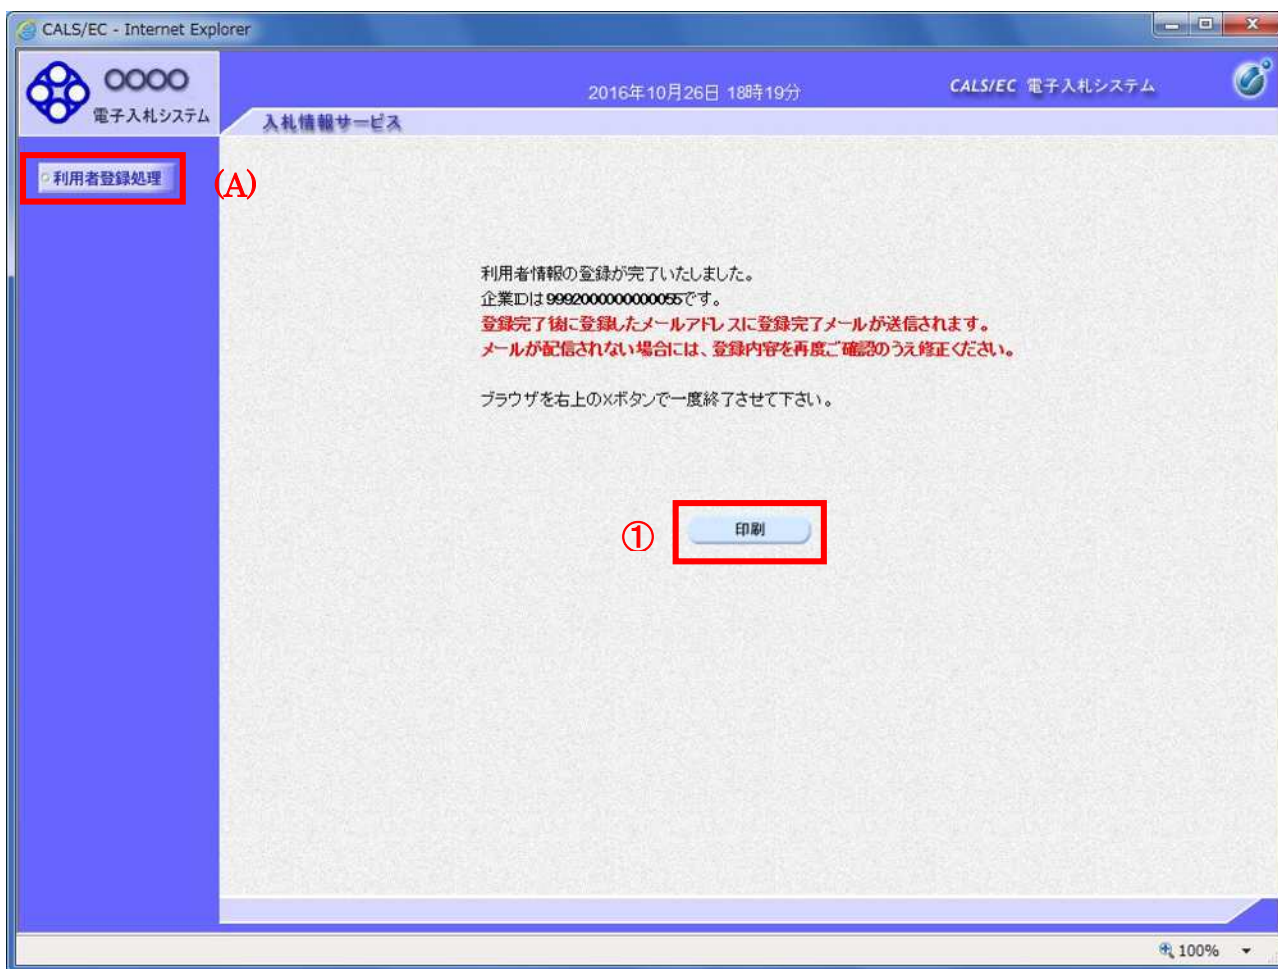 CALS/EC - Internet Explorer
〇〇〇〇
電子入札システム
2016年10月26日 18時19分
CALS/EC 電子入札システム
入札情報サービス
利用者登録処理
(A)
利用者情報の登録が完了いたしました。
企業IDは9992000000000055です。
登録完了後に登録したメールアドレスに登録完了メールが送信されます。
メールが配信されない場合には、登録内容を再度ご確認のうえ修正ください。
ブラウザを右上の×ボタンで一度終了させて下さい。
① 印刷
100%